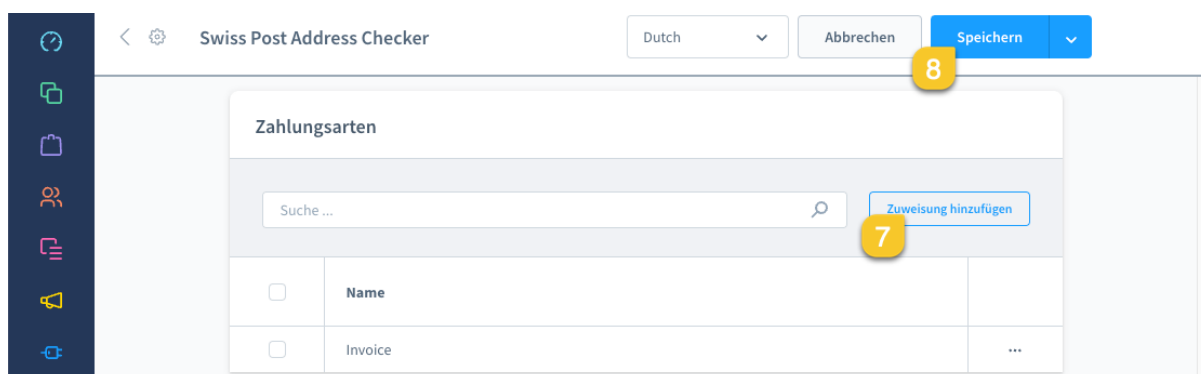 Swiss Post Address Checker
Dutch
Abbrechen
Speichern
8
Zahlungsarten
Suche ...
Zuweisung hinzufügen
7
Name
Invoice